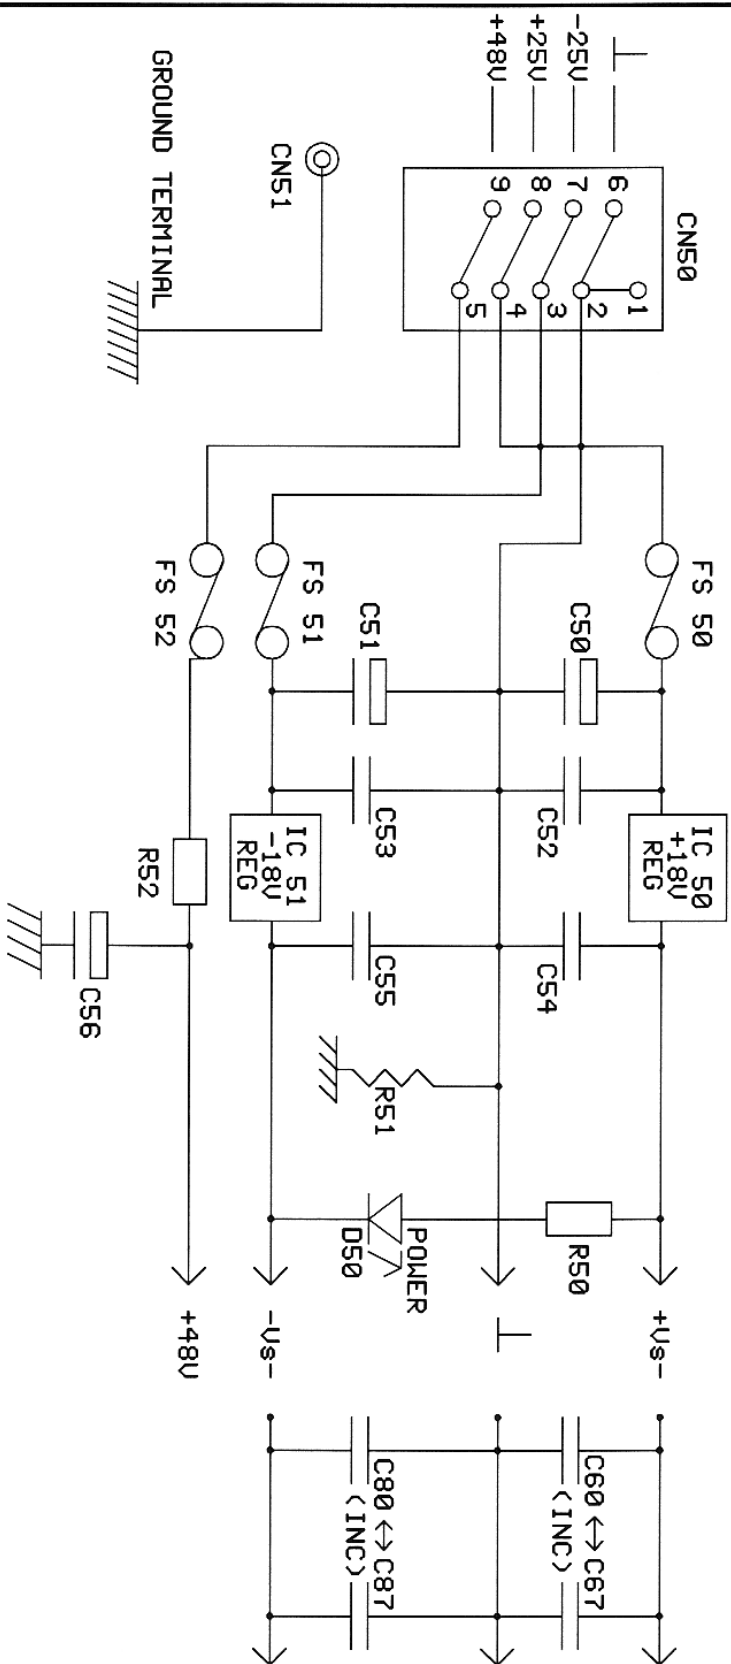 CN50
⊥
-25V
+25V
+48V
6
7
8
9
1
2
3
4
5
CN51
GROUND TERMINAL
FS 50
FS 51
FS 52
C50
C51
C52
C53
IC 50
+18V
REG
IC 51
-18V
REG
R52
C54
C55
C56
R51
R50
POWER
D50
+Vs-
⊥
-Vs-
+48V
C60 ↔ C67
(INC)
C80 ↔ C87
(INC)